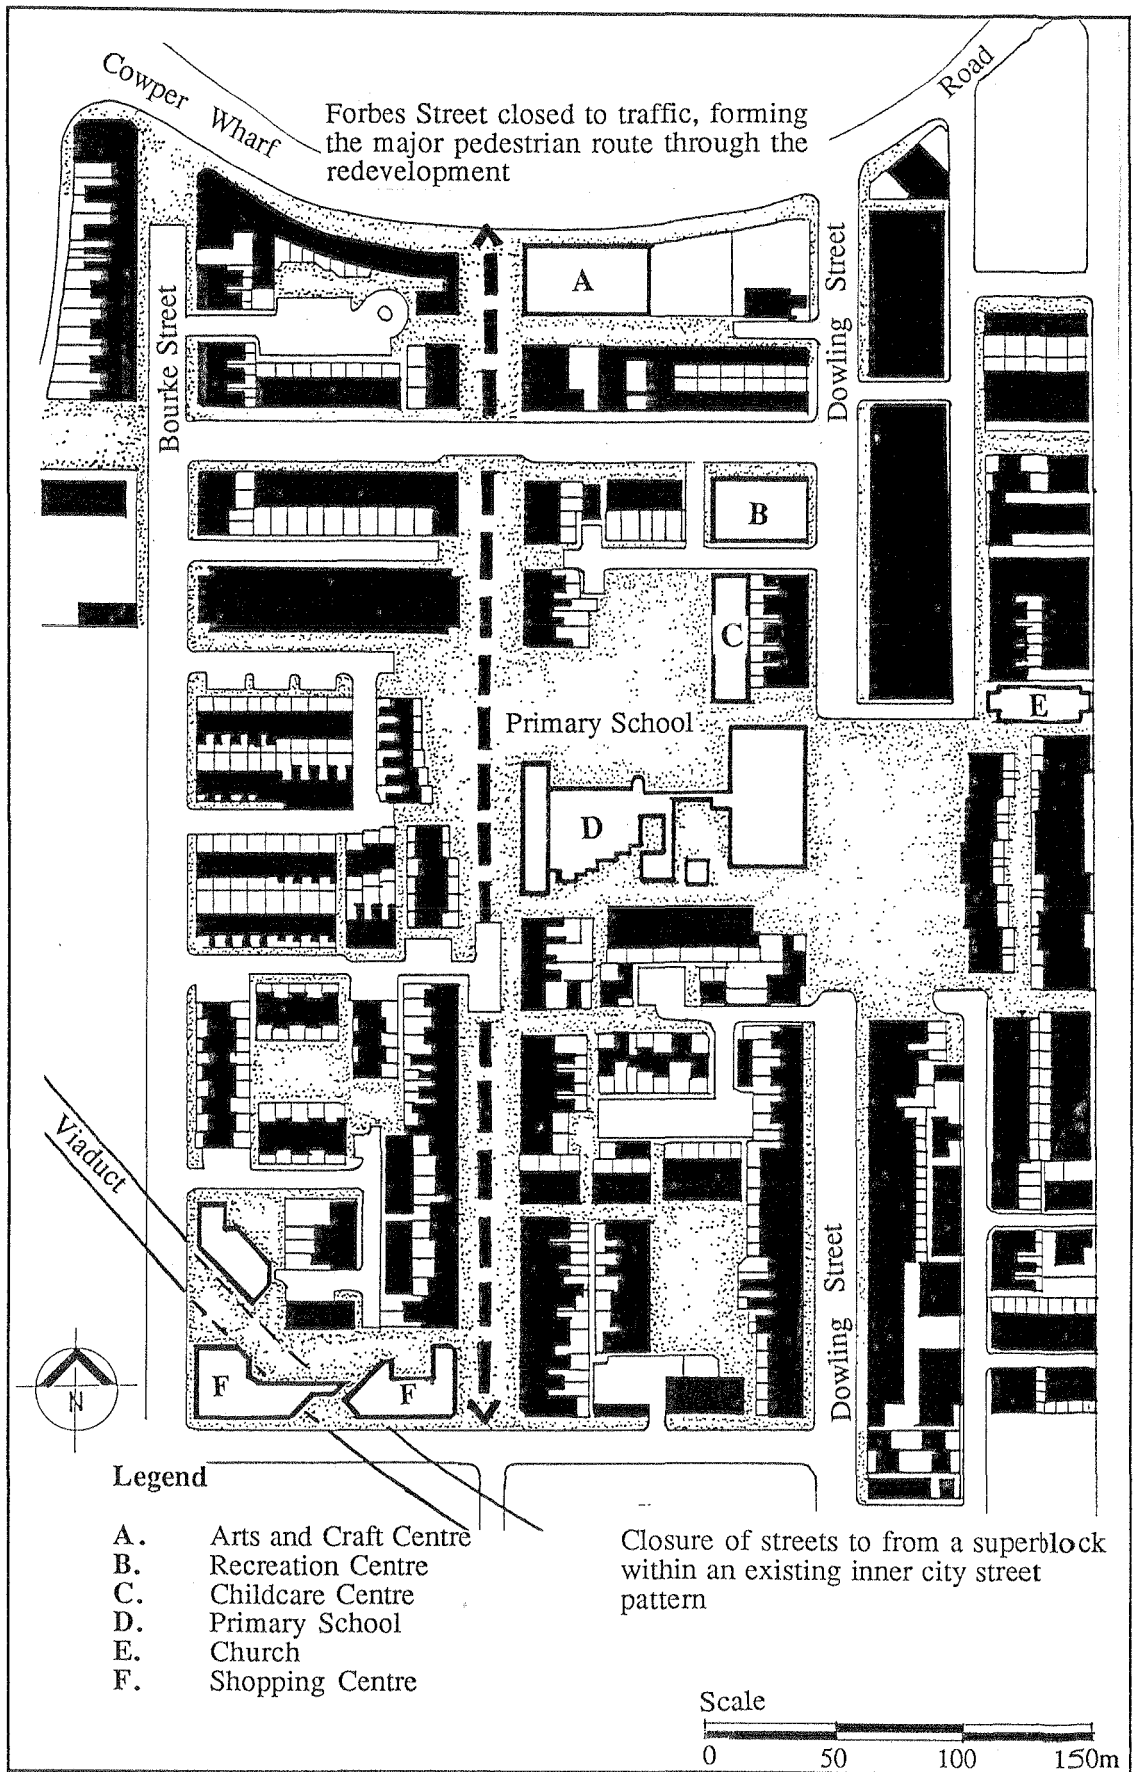 Cowper Wharf Road
Forbes Street closed to traffic, forming
the major pedestrian route through the
redevelopment
A
Bourke Street
Dowling Street
B
C
E
Primary School
D
Viaduct
Dowling Street
F
F
N
Legend
A. Arts and Craft Centre
B. Recreation Centre
C. Childcare Centre
D. Primary School
E. Church
F. Shopping Centre
Closure of streets to from a superblock
within an existing inner city street
pattern
Scale
0 50 100 150m